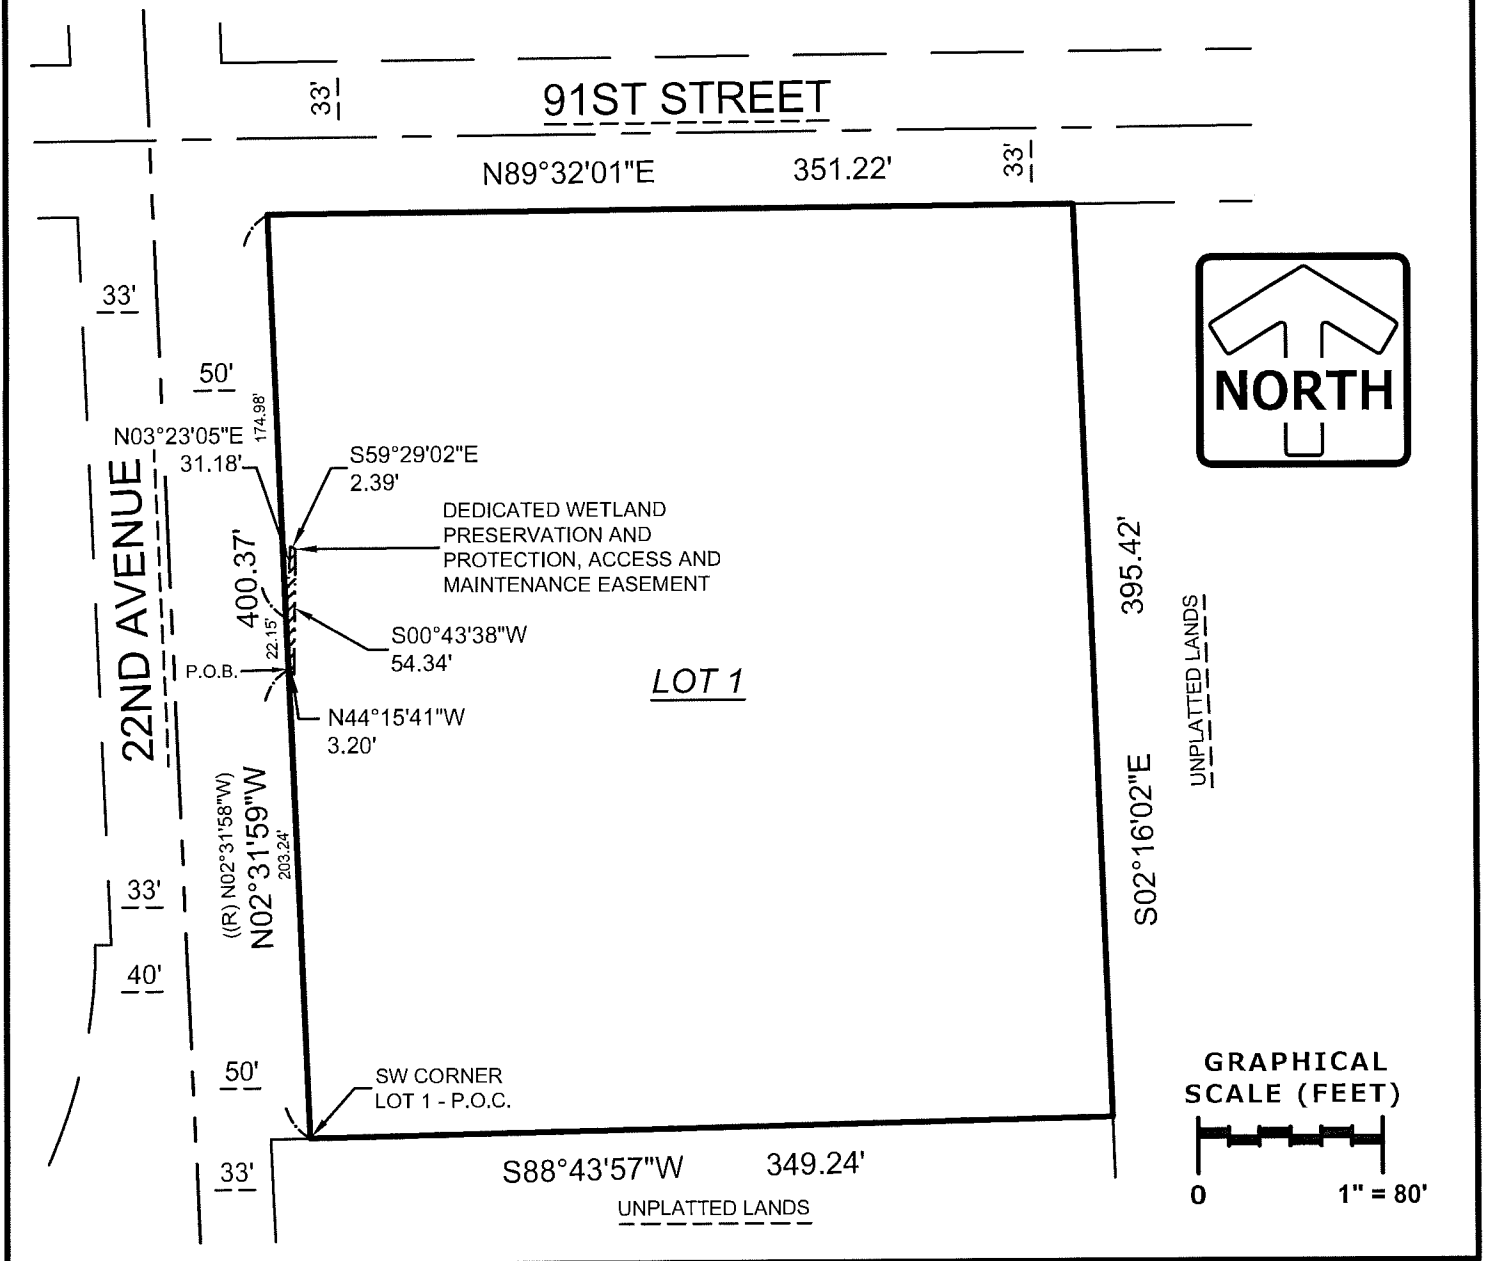 33'
91ST STREET
N89°32'01"E 351.22'
33'
33'
50'
174.98'
N03°23'05"E
31.18'
S59°29'02"E
2.39'
DEDICATED WETLAND
PRESERVATION AND
PROTECTION, ACCESS AND
MAINTENANCE EASEMENT
NORTH
22ND AVENUE
400.37'
22.15'
S00°43'38"W
54.34'
P.O.B.
LOT 1
N44°15'41"W
3.20'
395.42'
S02°16'02"E
UNPLATTED LANDS
((R) N02°31'58"W)
N02°31'59"W
203.24'
33'
40'
50'
SW CORNER
LOT 1 - P.O.C.
33'
S88°43'57"W 349.24'
UNPLATTED LANDS
GRAPHICAL
SCALE (FEET)
0 1" = 80'